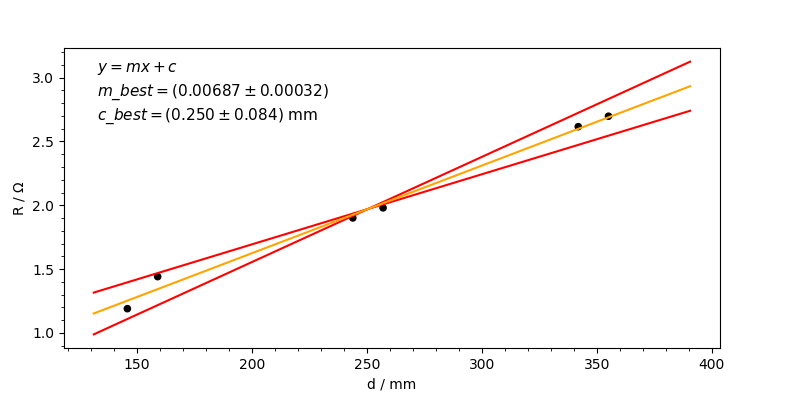 y = mx + c
m_best = (0.00687 ± 0.00032)
c_best = (0.250 ± 0.084) mm
3.0
2.5
2.0
1.5
1.0
R / Ω
150 200 250 300 350 400
d / mm